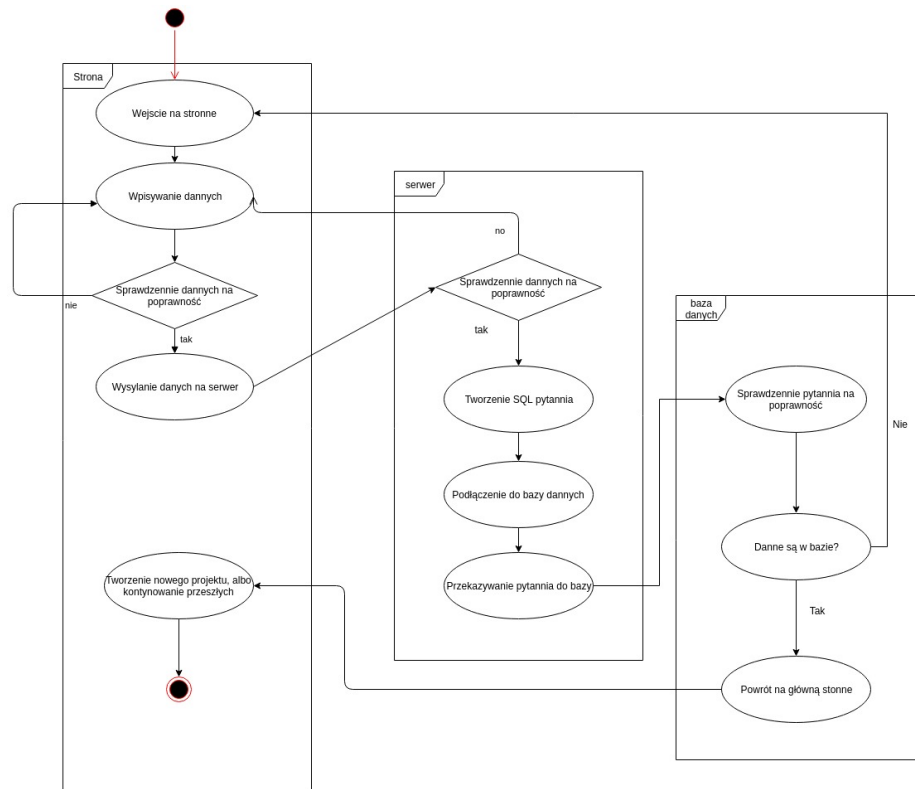 Strona
Wejscie na stronne
Wpisywanie dannych
Sprawdzennie dannych na
poprawność
nie
tak
Wysylanie danych na serwer
Tworzenie nowego projektu, albo
kontynowanie przeszłych
serwer
no
Sprawdzennie dannych na
poprawność
tak
Tworzenie SQL pytannia
Podłączenie do bazy dannych
Przekazywanie pytannia do bazy
baza
danych
Sprawdzennie pytannia na
poprawność
Nie
Danne są w bazie?
Tak
Powrót na główną stonne